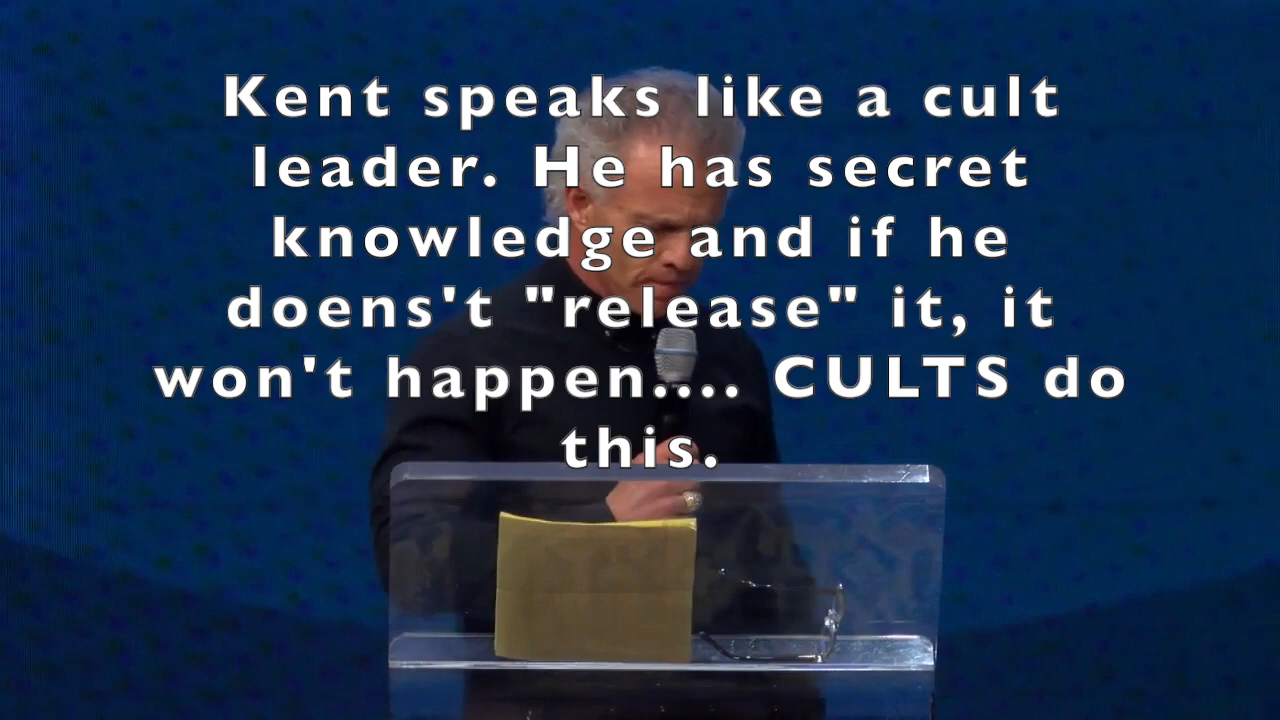 Kent speaks like a cult
leader. He has secret
knowledge and if he
doens't "release" it, it
won't happen.... CULTS do
this.